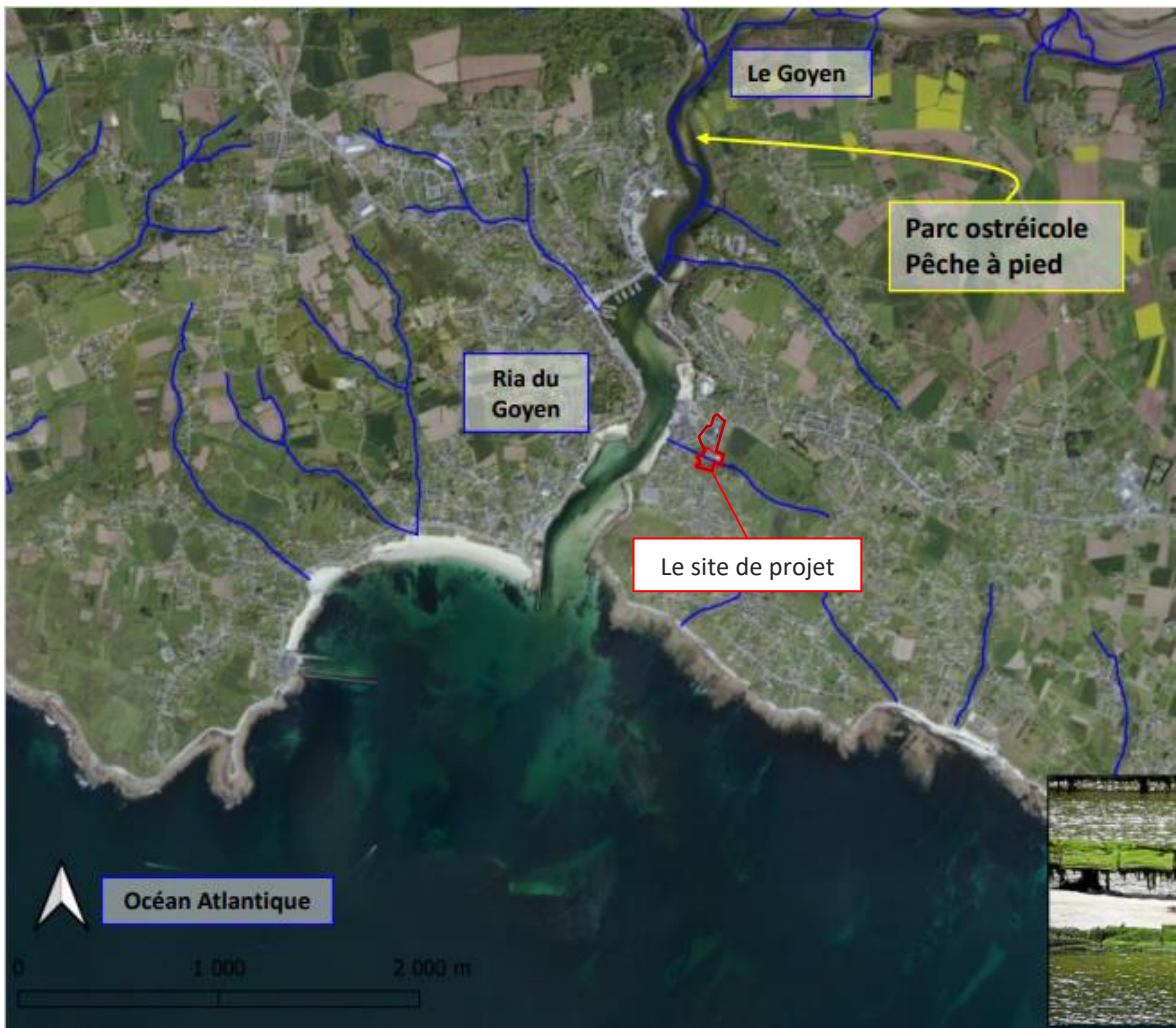 Le Goyen
Parc ostréicole
Pêche à pied
Ria du
Goyen
Le site de projet
Océan Atlantique
0 1 000 2 000 m